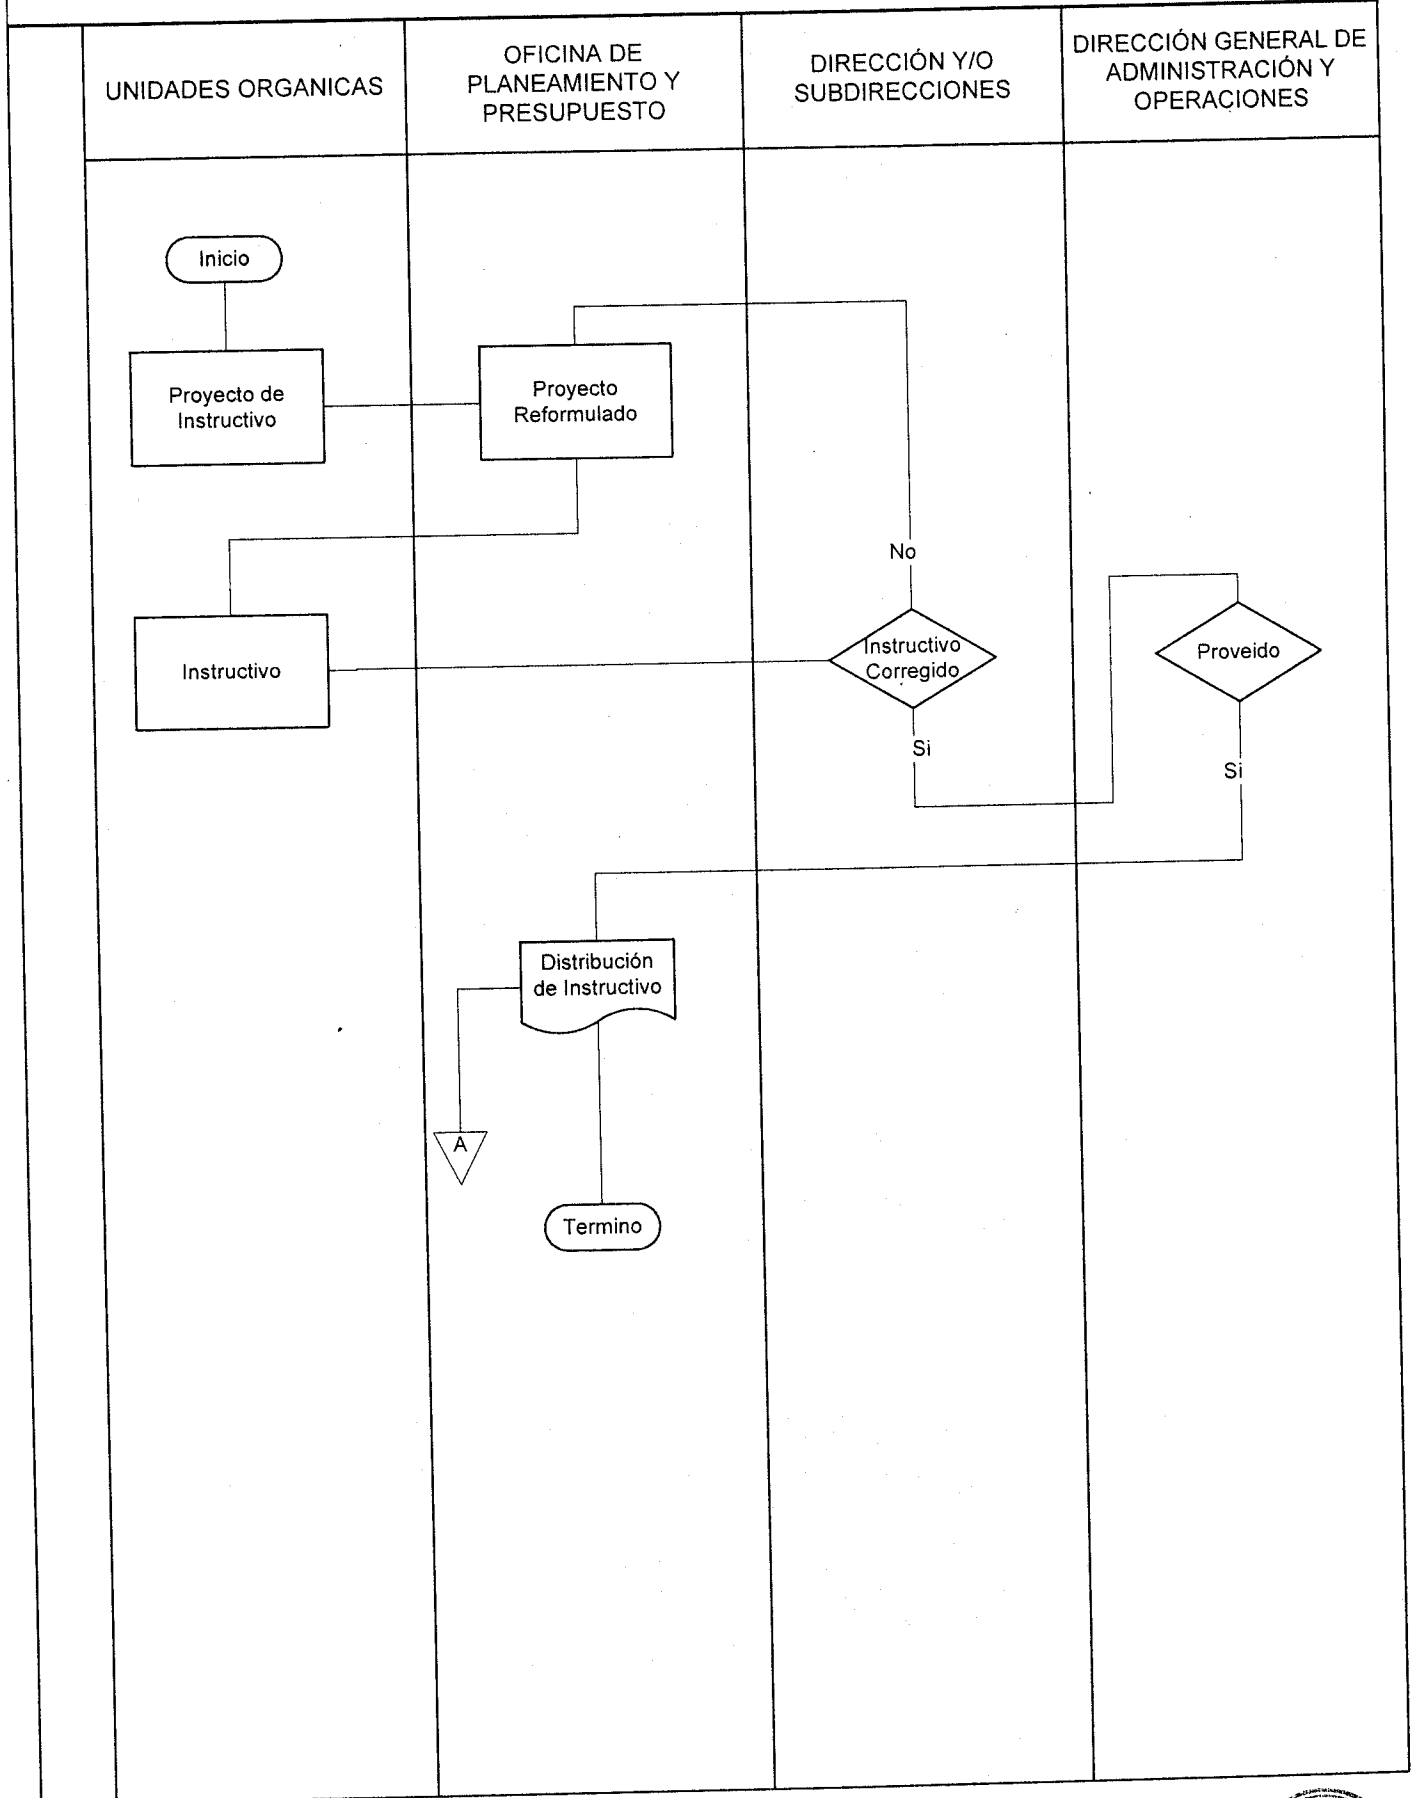 UNIDADES ORGANICAS
OFICINA DE
PLANEAMIENTO Y
PRESUPUESTO
DIRECCIÓN Y/O
SUBDIRECCIONES
DIRECCIÓN GENERAL DE
ADMINISTRACIÓN Y
OPERACIONES
Inicio
Proyecto de
Instructivo
Proyecto
Reformulado
No
Instructivo
Instructivo
Corregido
Proveido
Si
Si
Distribución
de Instructivo
A
Termino